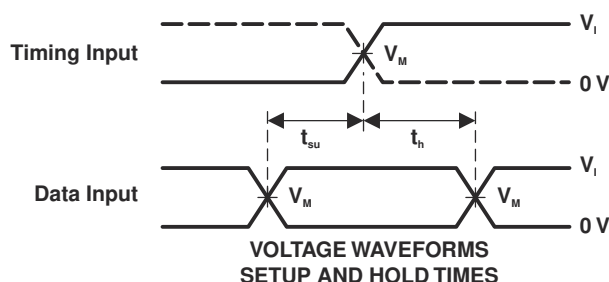 V_I
Timing Input V_M
0 V
t_su t_h
V_I
Data Input V_M V_M
0 V
VOLTAGE WAVEFORMS
SETUP AND HOLD TIMES